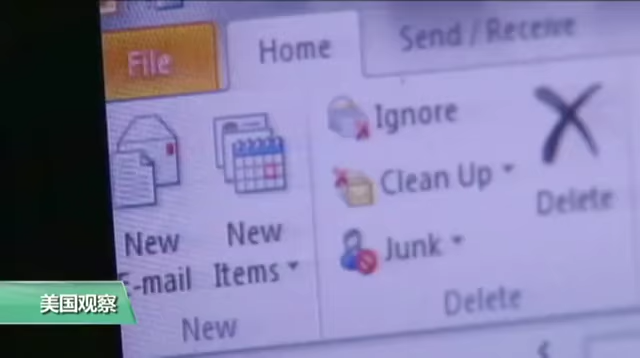 File
Home
Send / Receive
New
E-mail
New
Items
Ignore
Clean Up
Junk
Delete
New
Delete
美国观察